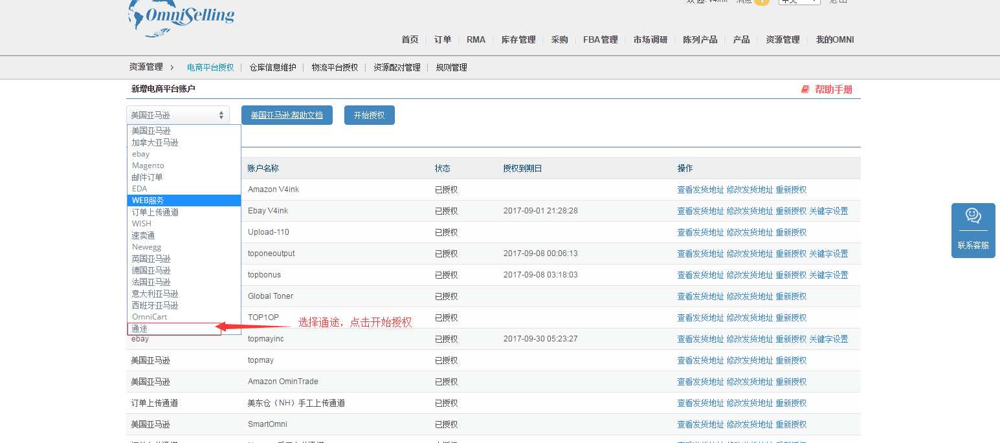 OmniSelling
V4ink 消息 1 中文 退出
首页 订单 RMA 库存管理 采购 FBA管理 市场调研 陈列产品 产品 资源管理 我的OMNI
资源管理 > 电商平台授权 仓库信息维护 物流平台授权 资源配对管理 规则管理
新增电商平台账户 帮助手册
美国亚马逊 美国亚马逊帮助文档 开始授权
美国亚马逊
加拿大亚马逊
ebay
Magento
邮件订单
EDA
WEB服务
订单上传通道
WISH
速卖通
Newegg
英国亚马逊
德国亚马逊
法国亚马逊
意大利亚马逊
西班牙亚马逊
OmniCart
通途
选择通途，点击开始授权
账户名称 状态 授权到期日 操作
Amazon V4ink 已授权 查看发货地址 修改发货地址 重新授权
Ebay V4ink 已授权 2017-09-01 21:28:28 查看发货地址 修改发货地址 重新授权 关键字设置
Upload-110 已授权 查看发货地址 修改发货地址 重新授权
toponeoutput 已授权 2017-09-08 00:06:13 查看发货地址 修改发货地址 重新授权 关键字设置
topbonus 已授权 2017-09-08 03:18:03 查看发货地址 修改发货地址 重新授权 关键字设置
Global Toner 已授权 查看发货地址 修改发货地址 重新授权
TOP1OP 已授权 查看发货地址 修改发货地址 重新授权
ebay topmayinc 已授权 2017-09-30 05:23:27 查看发货地址 修改发货地址 重新授权 关键字设置
美国亚马逊 topmay 已授权 查看发货地址 修改发货地址 重新授权
美国亚马逊 Amazon OminTrade 已授权 查看发货地址 修改发货地址 重新授权
订单上传通道 美东仓（NH）手工上传通道 已授权 查看发货地址 修改发货地址 重新授权
美国亚马逊 SmartOmni 已授权 查看发货地址 修改发货地址 重新授权
联系客服